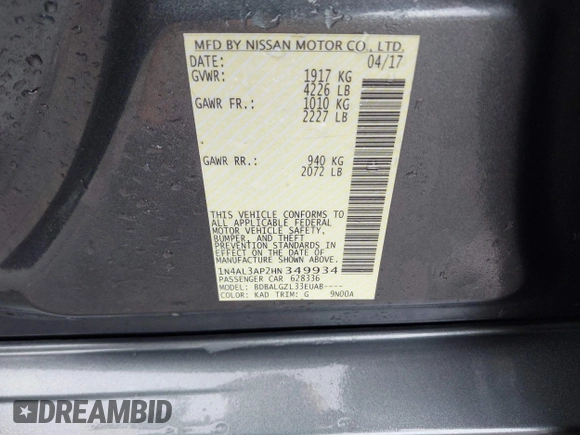 MFD BY NISSAN MOTOR CO., LTD.
DATE: 04/17
GVWR: 1917 KG
4226 LB
GAWR FR.: 1010 KG
2227 LB
GAWR RR.: 940 KG
2072 LB
THIS VEHICLE CONFORMS TO
ALL APPLICABLE FEDERAL
MOTOR VEHICLE SAFETY,
BUMPER, AND THEFT
PREVENTION STANDARDS IN
EFFECT ON THE DATE OF
MANUFACTURE SHOWN ABOVE.
1N4AL3AP2HN349934
PASSENGER CAR 628336
MODEL: BDBALGZL33EUAB----
COLOR: KAD TRIM: G 9N00A
DREAMBID